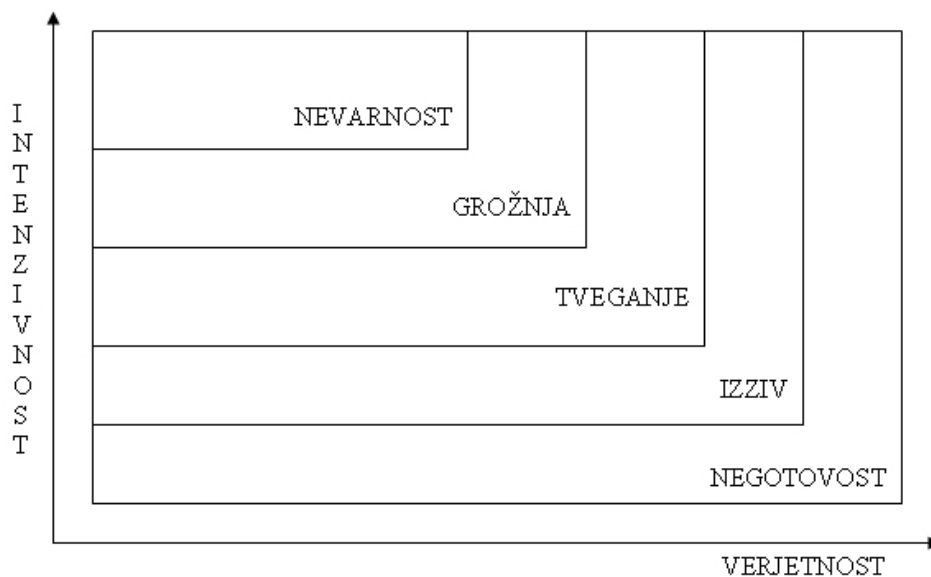 INTENZIVNOST
NEVARNOST
GROŽNJA
TVEGANJE
IZZIV
NEGOTOVOST
VERJETNOST